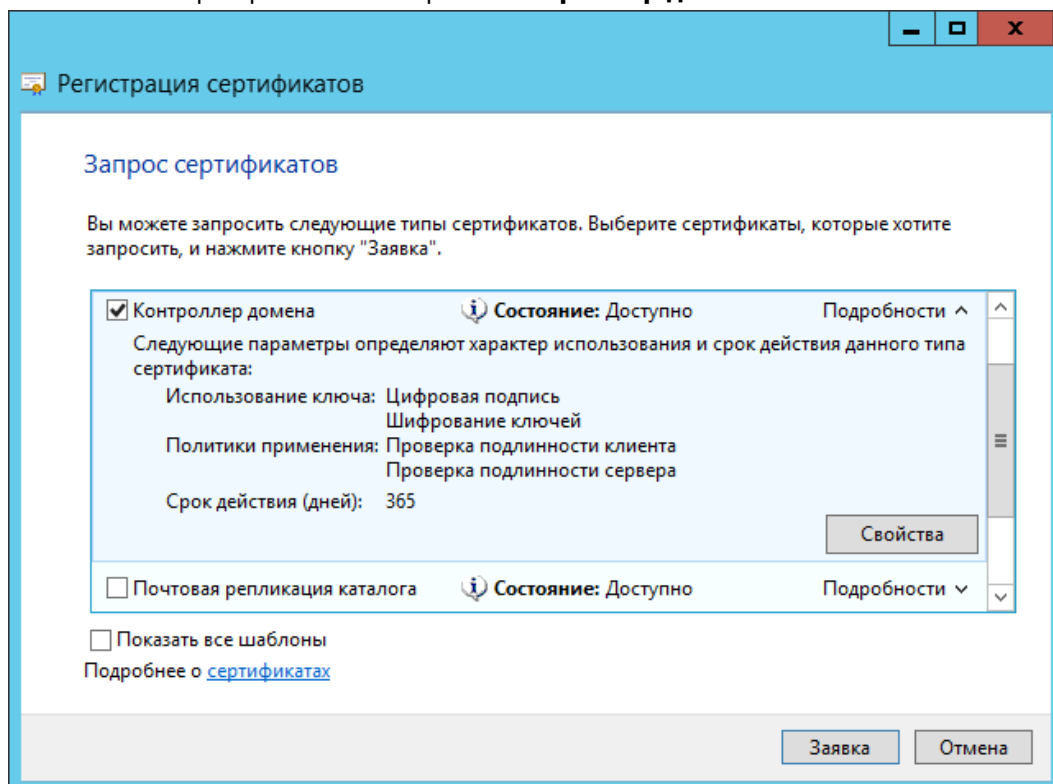 Регистрация сертификатов
Запрос сертификатов
Вы можете запросить следующие типы сертификатов. Выберите сертификаты, которые хотите
запросить, и нажмите кнопку "Заявка".
Контроллер домена Состояние: Доступно Подробности
Следующие параметры определяют характер использования и срок действия данного типа
сертификата:
Использование ключа: Цифровая подпись
Шифрование ключей
Политики применения: Проверка подлинности клиента
Проверка подлинности сервера
Срок действия (дней): 365
Свойства
Почтовая репликация каталога Состояние: Доступно Подробности
Показать все шаблоны
Подробнее о сертификатах
Заявка Отмена